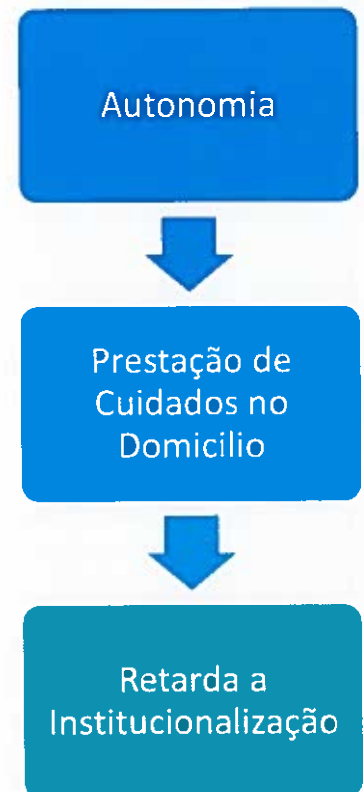 Autonomia
Prestação de
Cuidados no
Domicilio
Retarda a
Institucionalização